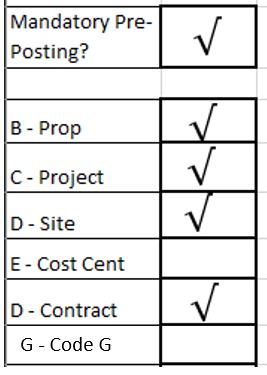 Mandatory Pre-
Posting? √
B - Prop √
C - Project √
D - Site √
E - Cost Cent
D - Contract √
G - Code G